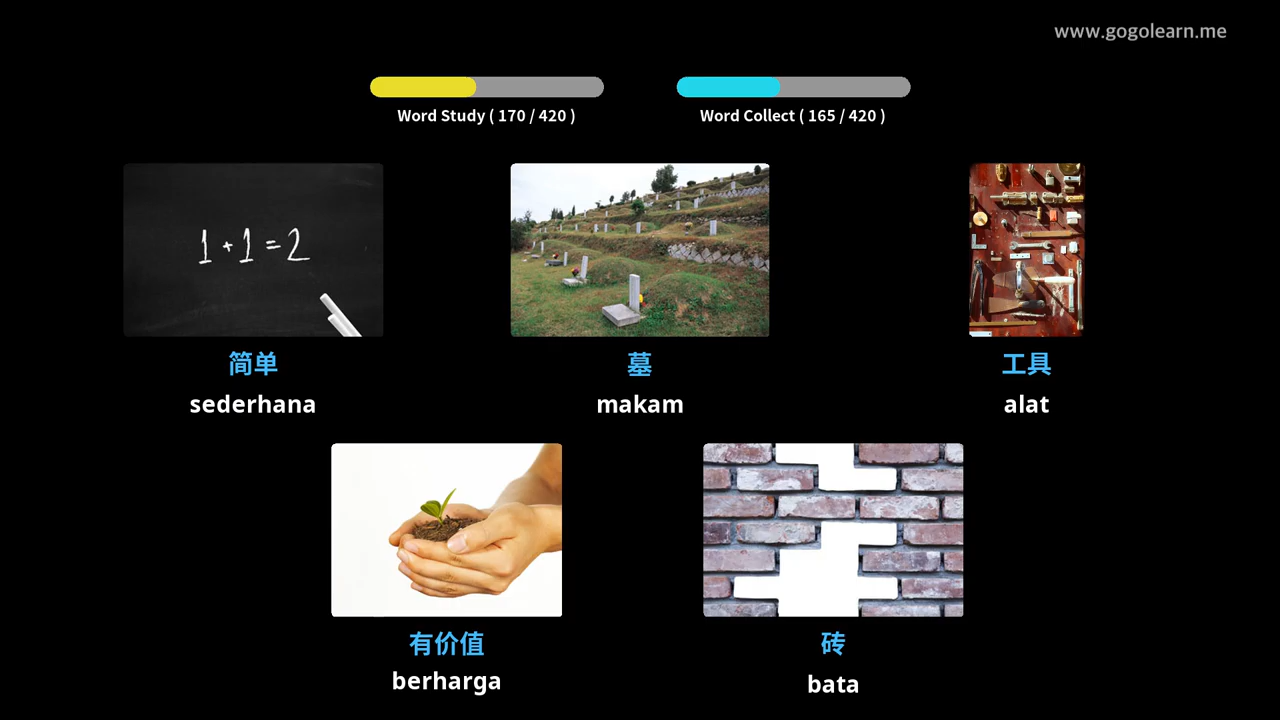 www.gogolearn.me
Word Study ( 170 / 420 )
Word Collect ( 165 / 420 )
1 + 1 = 2
简单
墓
工具
sederhana
makam
alat
有价值
砖
berharga
bata